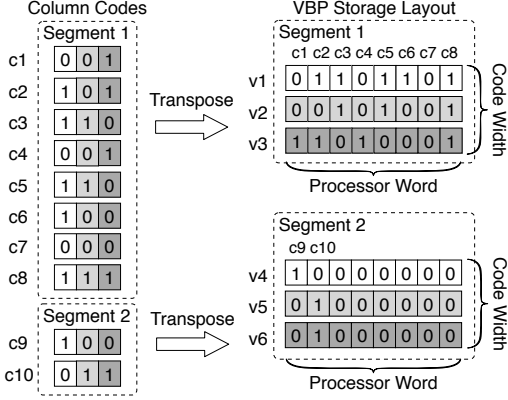 Column Codes
Segment 1
c1 0 0 1
c2 1 0 1
c3 1 1 0
c4 0 0 1
c5 1 1 0
c6 1 0 0
c7 0 0 0
c8 1 1 1
Segment 2
c9 1 0 0
c10 0 1 1
Transpose
Transpose
VBP Storage Layout
Segment 1
c1 c2 c3 c4 c5 c6 c7 c8
v1 0 1 1 0 1 1 0 1
v2 0 0 1 0 1 0 0 1
v3 1 1 0 1 0 0 0 1
Code Width
Processor Word
Segment 2
c9 c10
v4 1 0 0 0 0 0 0 0
v5 0 1 0 0 0 0 0 0
v6 0 1 0 0 0 0 0 0
Code Width
Processor Word